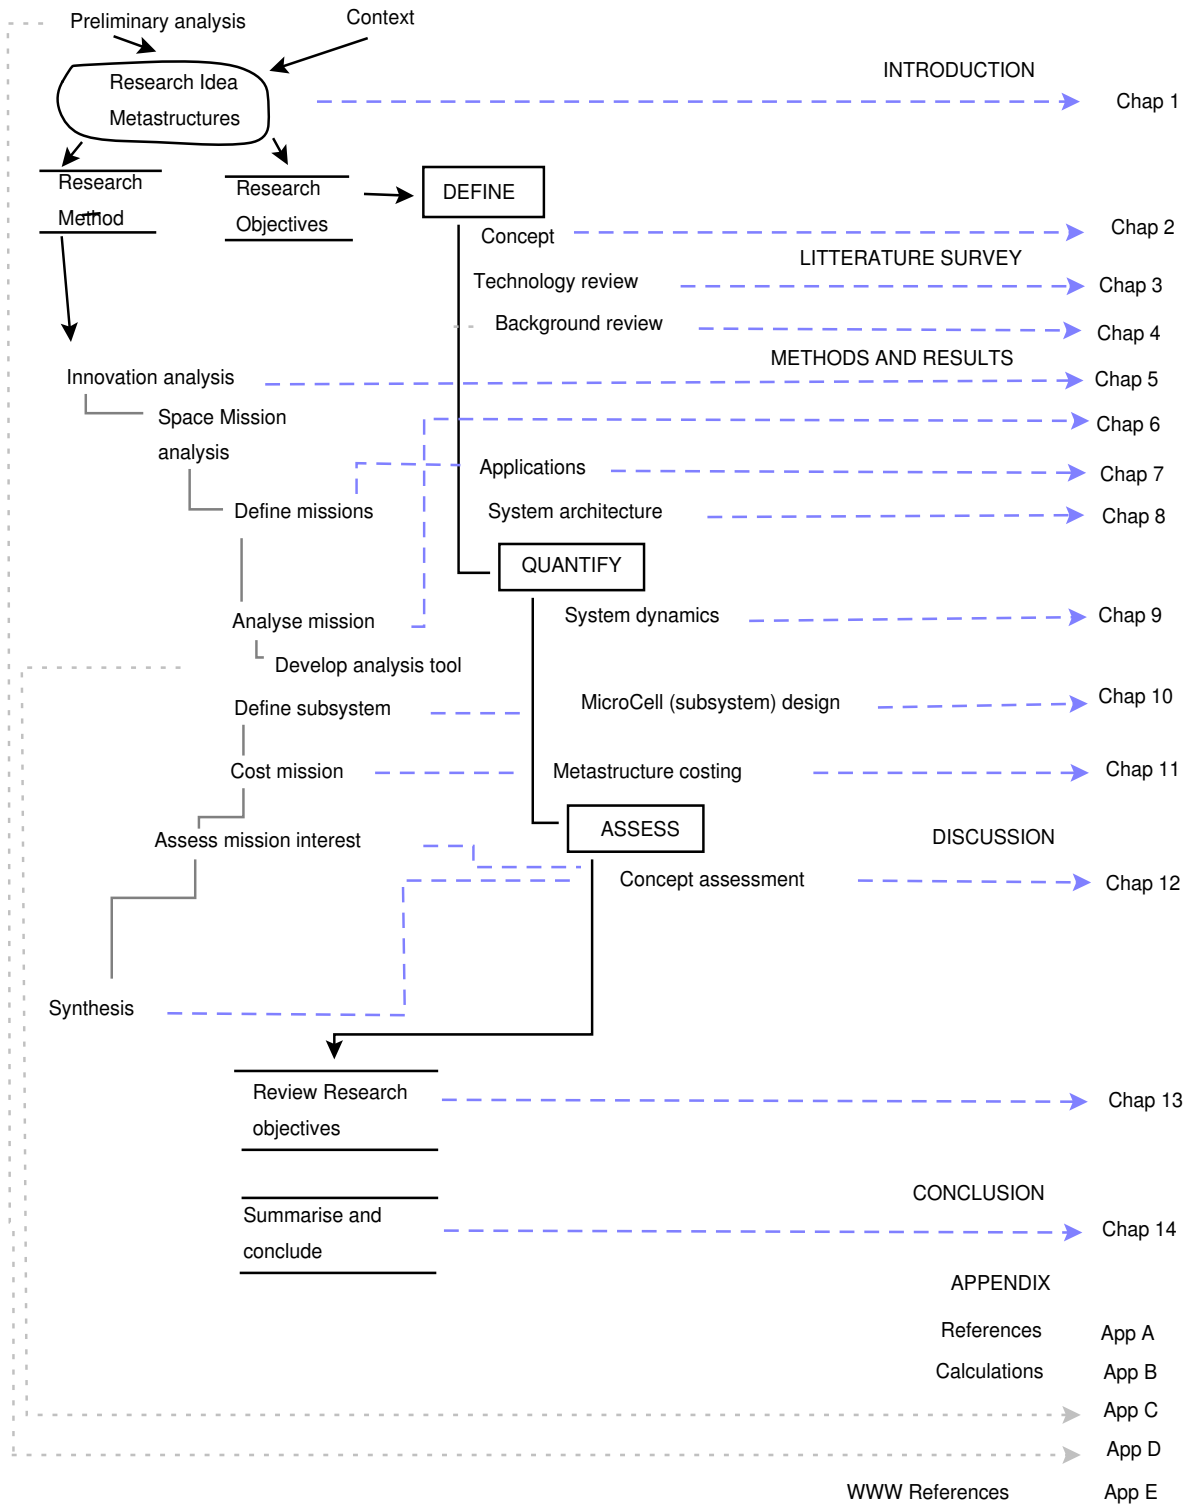 Preliminary analysis
Context
Research Idea
Metastructures
INTRODUCTION
Chap 1
Research
Method
Research
Objectives
DEFINE
Concept
Chap 2
LITTERATURE SURVEY
Technology review
Chap 3
Background review
Chap 4
METHODS AND RESULTS
Innovation analysis
Chap 5
Space Mission
analysis
Chap 6
Applications
Chap 7
Define missions
System architecture
Chap 8
QUANTIFY
System dynamics
Chap 9
Analyse mission
Develop analysis tool
Define subsystem
MicroCell (subsystem) design
Chap 10
Cost mission
Metastructure costing
Chap 11
ASSESS
Assess mission interest
DISCUSSION
Concept assessment
Chap 12
Synthesis
Review Research
objectives
Chap 13
CONCLUSION
Summarise and
conclude
Chap 14
APPENDIX
References
App A
Calculations
App B
App C
App D
WWW References
App E